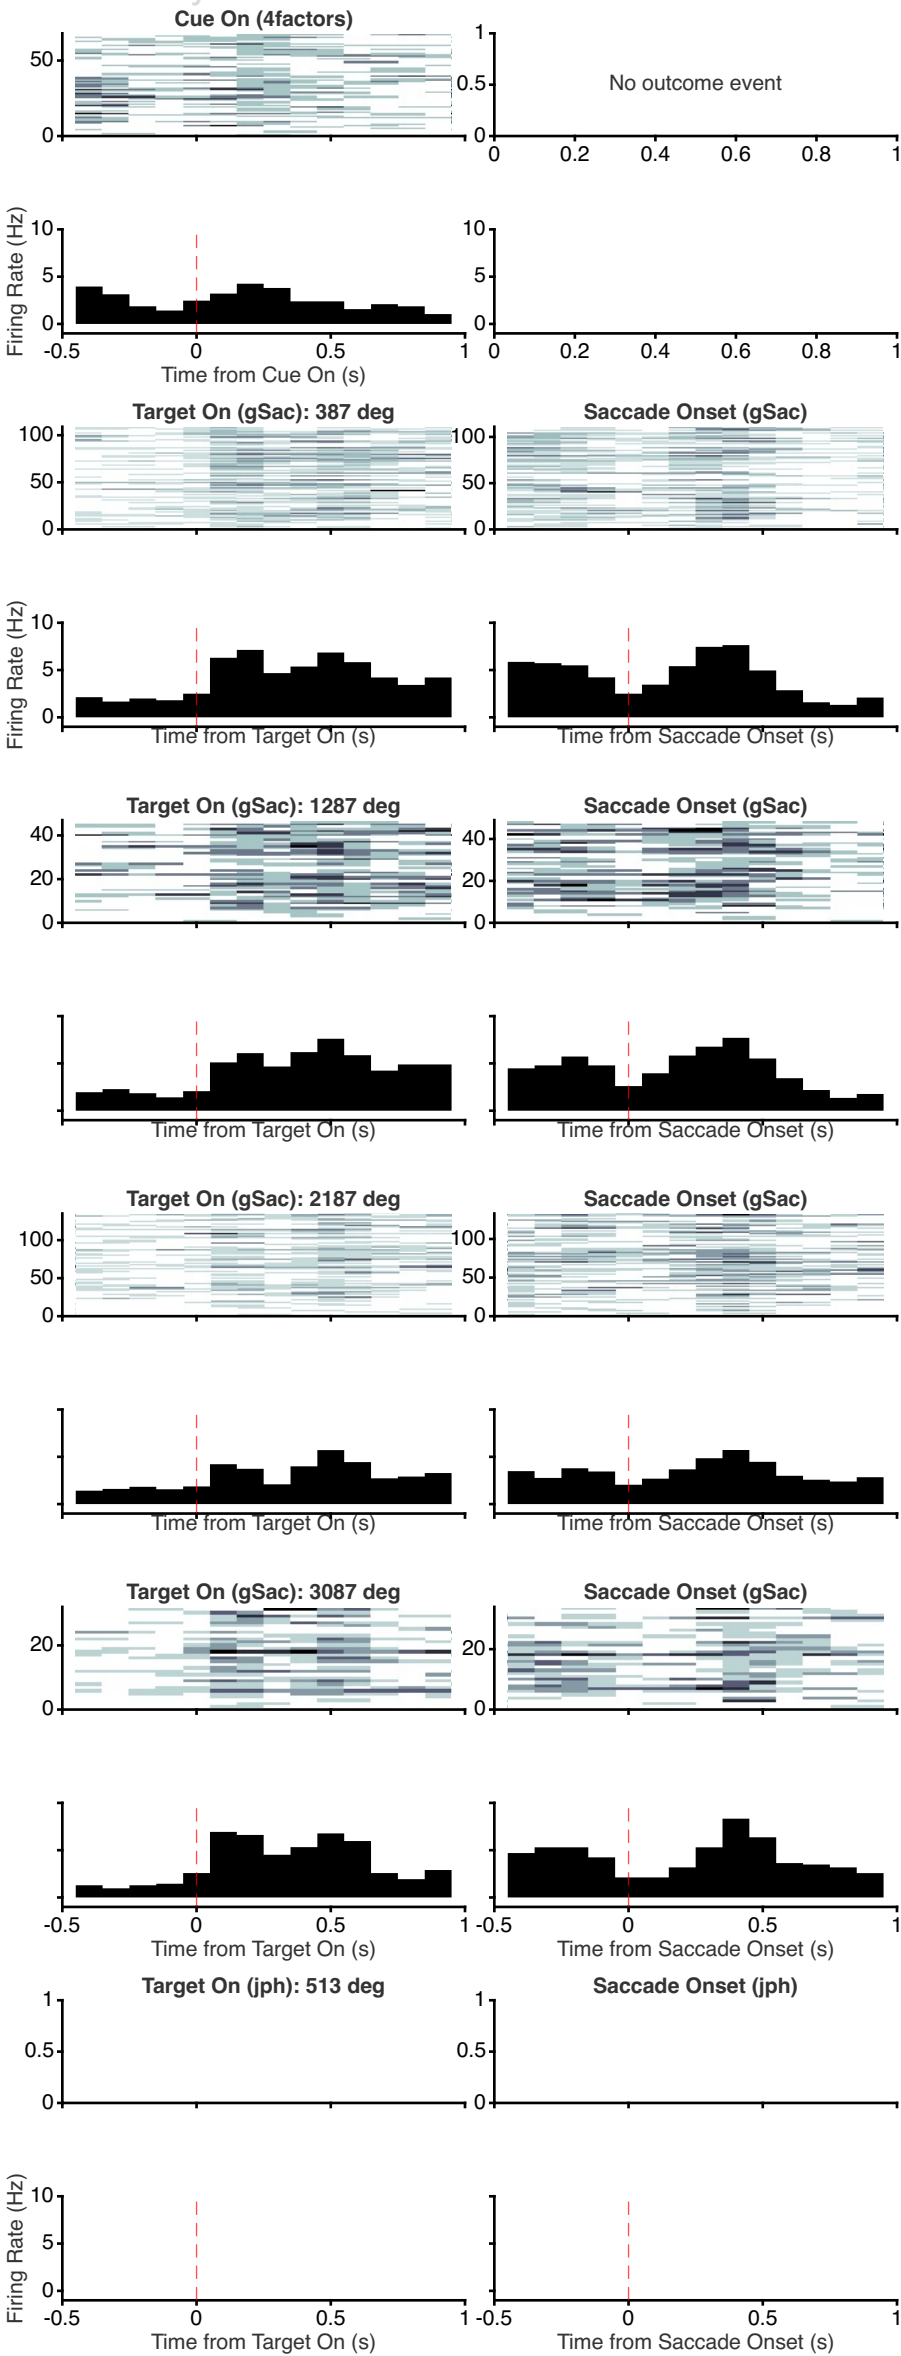 Cue On (4factors)
50
0
1
0.5
0
No outcome event
0 0.2 0.4 0.6 0.8 1
Firing Rate (Hz)
10
5
0
-0.5 0 0.5 1
Time from Cue On (s)
10
5
0
0 0.2 0.4 0.6 0.8 1
Target On (gSac): 387 deg
100
50
0
Saccade Onset (gSac)
100
50
0
Firing Rate (Hz)
10
5
0
Time from Target On (s)
Time from Saccade Onset (s)
Target On (gSac): 1287 deg
40
20
0
Saccade Onset (gSac)
40
20
0
Time from Target On (s)
Time from Saccade Onset (s)
Target On (gSac): 2187 deg
100
50
0
Saccade Onset (gSac)
100
50
0
Time from Target On (s)
Time from Saccade Onset (s)
Target On (gSac): 3087 deg
20
0
Saccade Onset (gSac)
20
0
-0.5 0 0.5 1
Time from Target On (s)
-0.5 0 0.5 1
Time from Saccade Onset (s)
Target On (jph): 513 deg
1
0.5
0
Saccade Onset (jph)
1
0.5
0
Firing Rate (Hz)
10
5
0
-0.5 0 0.5 1
Time from Target On (s)
10
5
0
-0.5 0 0.5 1
Time from Saccade Onset (s)